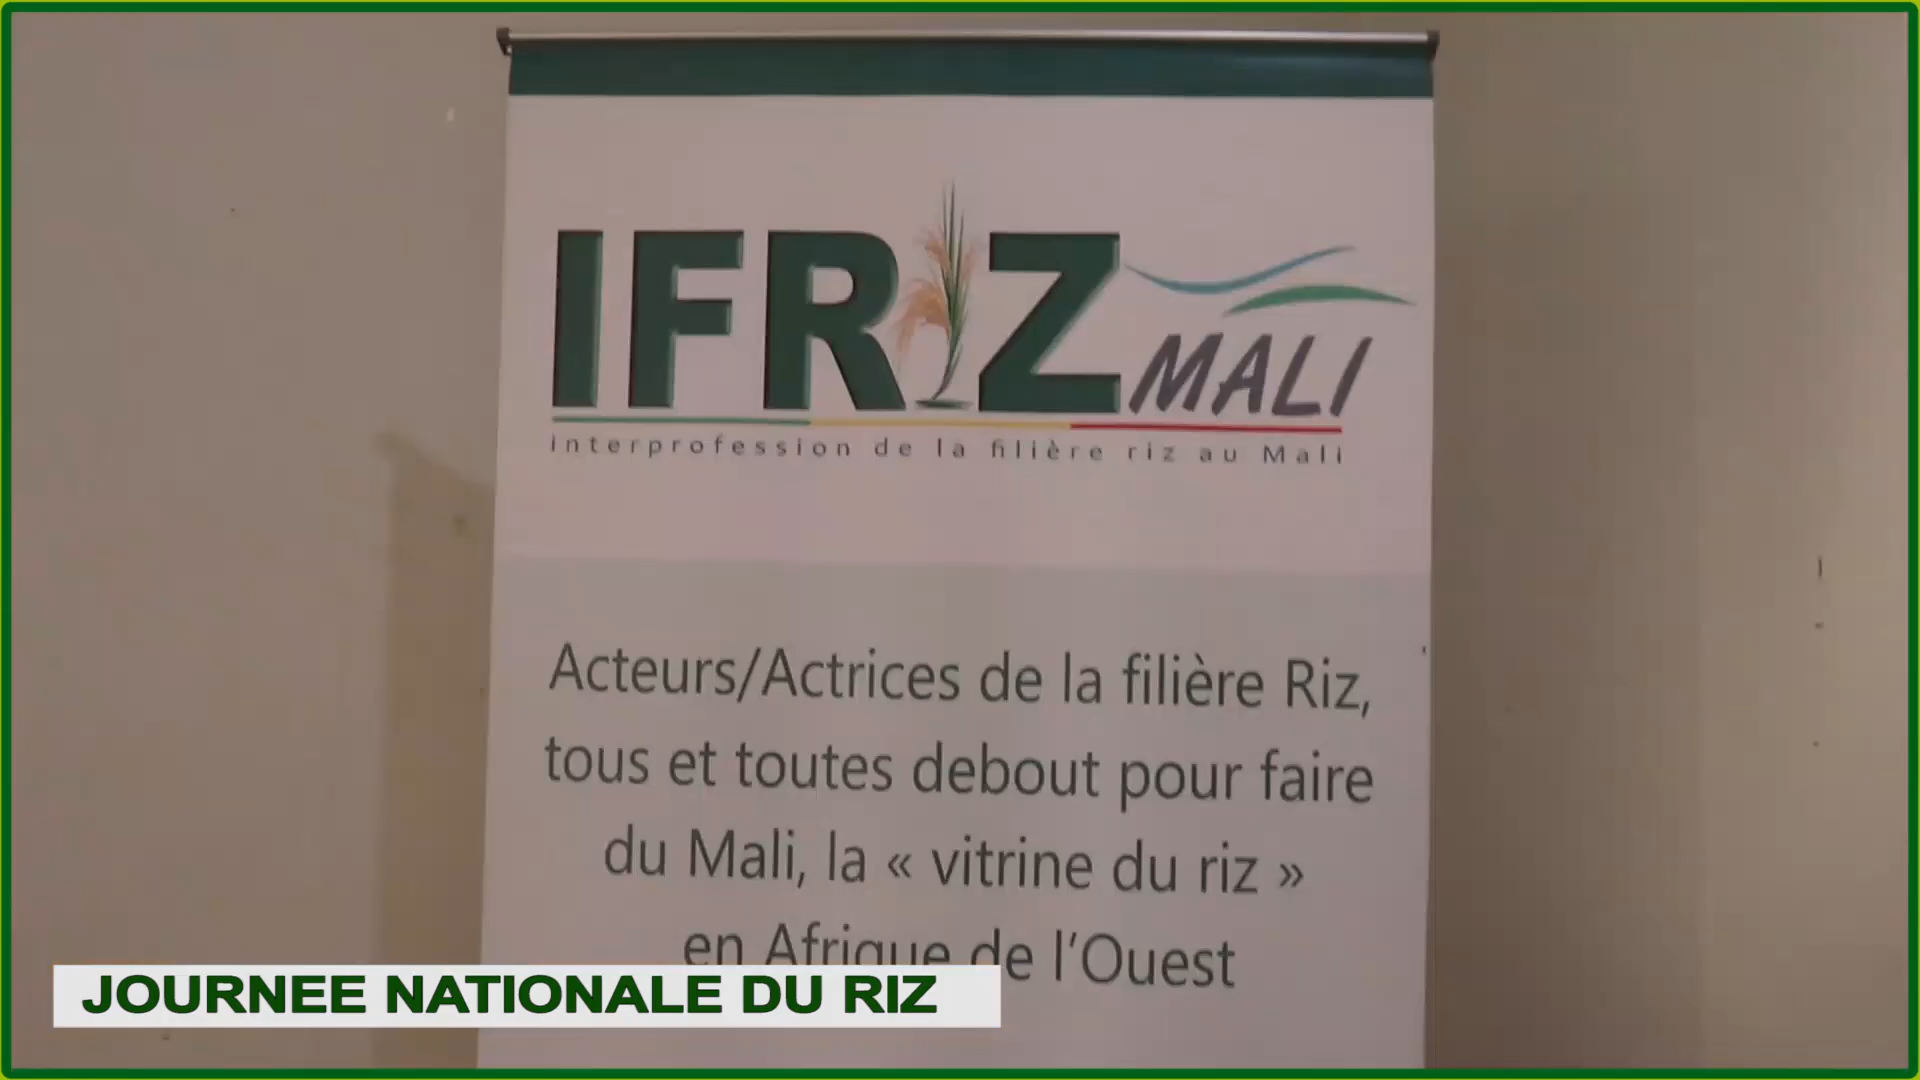 IFRIZ MALI
interprofession de la filière riz au Mali
Acteurs/Actrices de la filière Riz,
tous et toutes debout pour faire
du Mali, la « vitrine du riz »
en Afrique de l'Ouest
JOURNEE NATIONALE DU RIZ